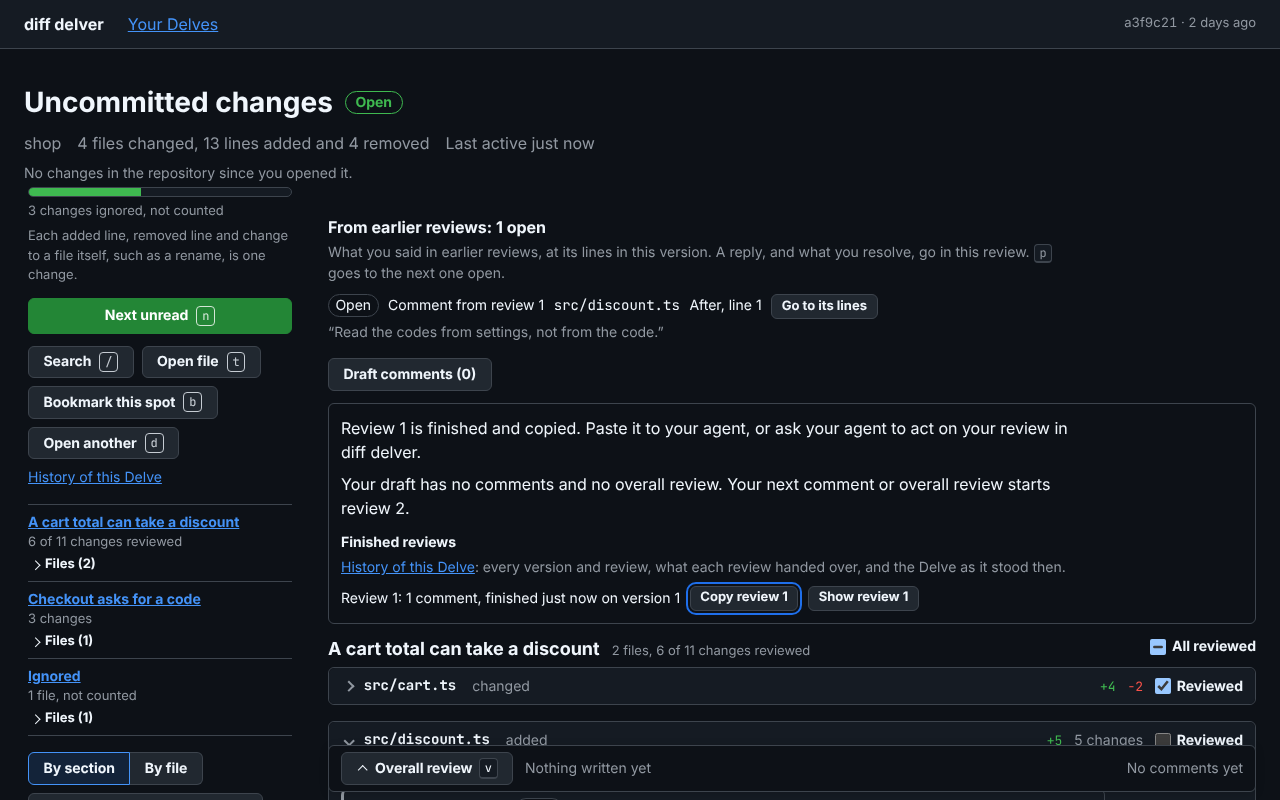 diff delver Your Delves a3f9c21 · 2 days ago
Uncommitted changes Open
shop 4 files changed, 13 lines added and 4 removed Last active just now
No changes in the repository since you opened it.
3 changes ignored, not counted
Each added line, removed line and change
to a file itself, such as a rename, is one
change.
Next unread n
Search / Open file t
Bookmark this spot b
Open another d
History of this Delve
A cart total can take a discount
6 of 11 changes reviewed
Files (2)
Checkout asks for a code
3 changes
Files (1)
Ignored
1 file, not counted
Files (1)
By section By file
From earlier reviews: 1 open
What you said in earlier reviews, at its lines in this version. A reply, and what you resolve, go in this review. p
goes to the next one open.
Open Comment from review 1 src/discount.ts After, line 1 Go to its lines
“Read the codes from settings, not from the code.”
Draft comments (0)
Review 1 is finished and copied. Paste it to your agent, or ask your agent to act on your review in
diff delver.
Your draft has no comments and no overall review. Your next comment or overall review starts
review 2.
Finished reviews
History of this Delve: every version and review, what each review handed over, and the Delve as it stood then.
Review 1: 1 comment, finished just now on version 1 Copy review 1 Show review 1
A cart total can take a discount 2 files, 6 of 11 changes reviewed All reviewed
src/cart.ts changed +4 -2 Reviewed
src/discount.ts added +5 5 changes Reviewed
Overall review v Nothing written yet No comments yet